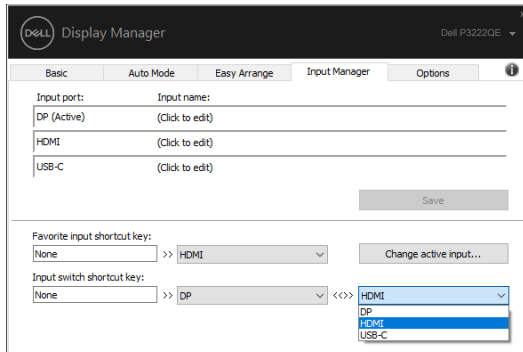 DELL Display Manager Dell P3222QE
Basic Auto Mode Easy Arrange Input Manager Options
Input port: Input name:
DP (Active) (Click to edit)
HDMI (Click to edit)
USB-C (Click to edit)
Save
Favorite input shortcut key:
None >> HDMI Change active input...
Input switch shortcut key:
None >> DP <<>> HDMI
DP
HDMI
USB-C